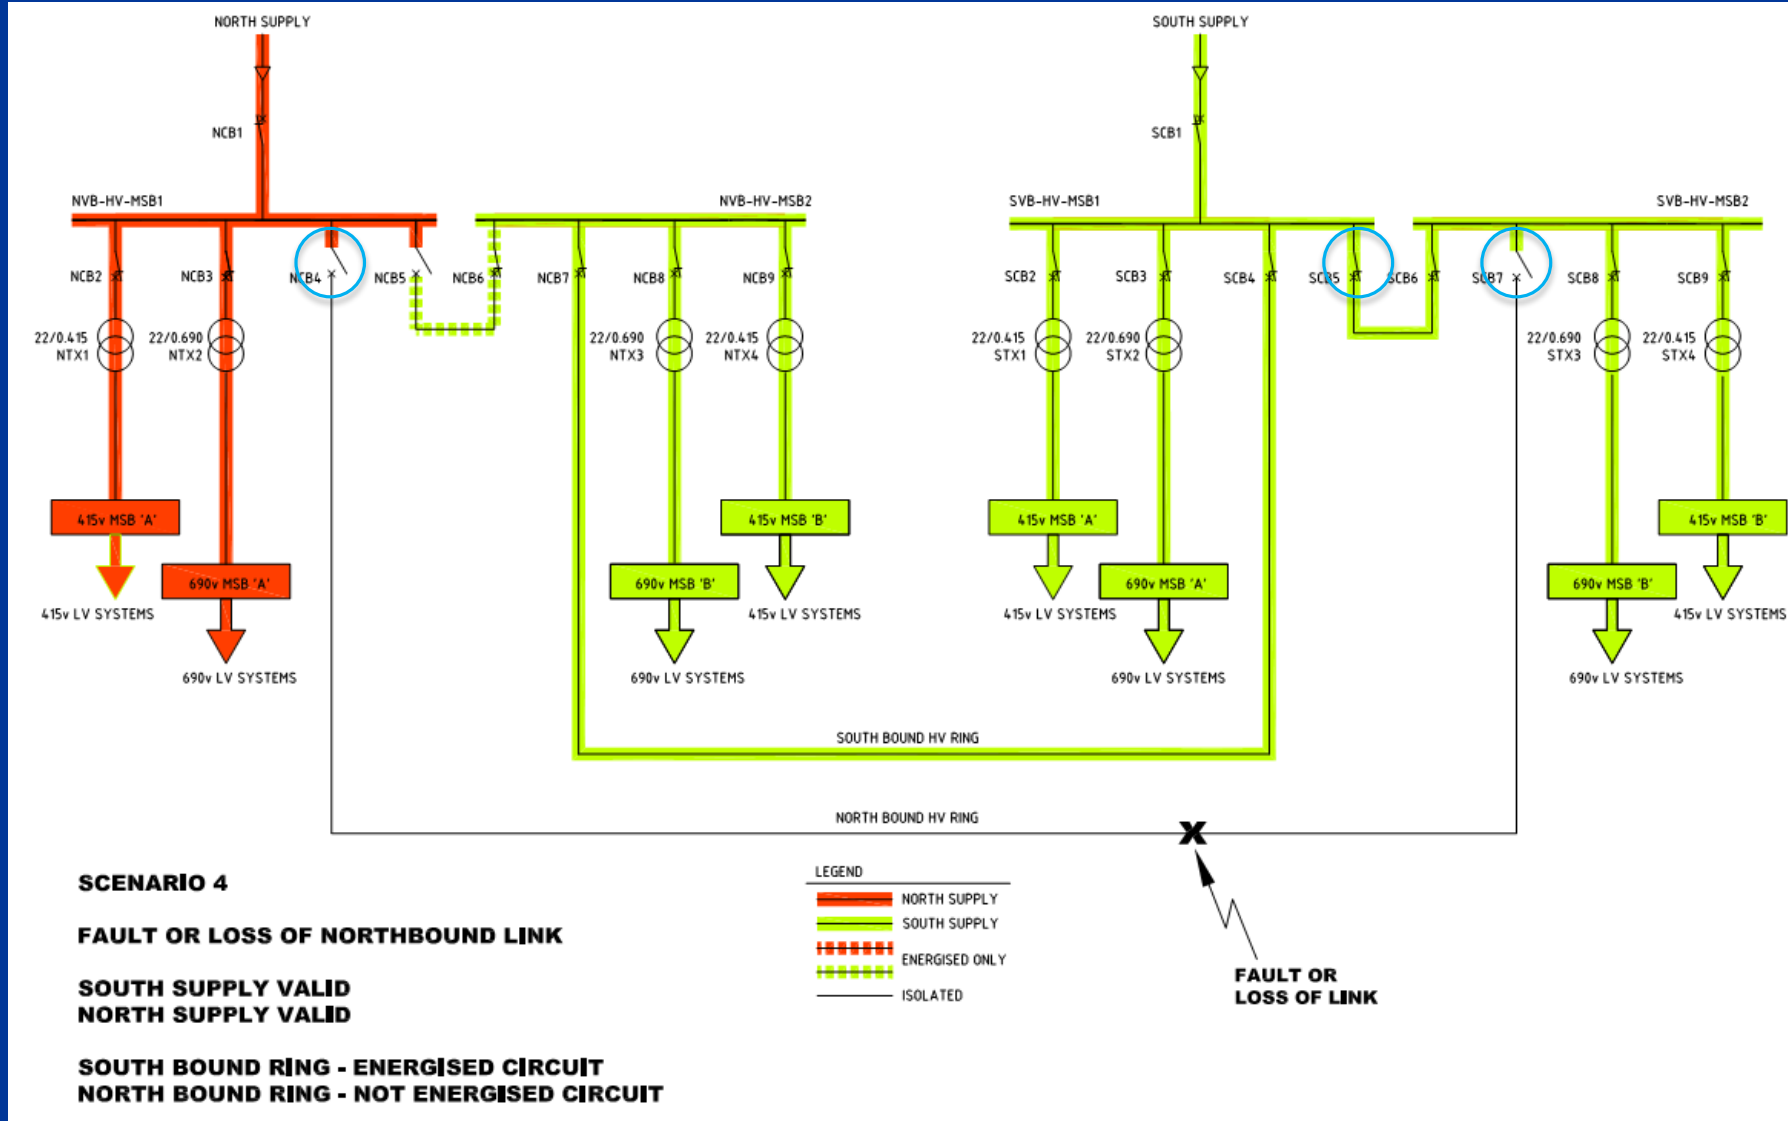 NORTH SUPPLY
SOUTH SUPPLY
NCB1
SCB1
NVB-HV-MSB1
NVB-HV-MSB2
SVB-HV-MSB1
SVB-HV-MSB2
NCB2
NCB3
NCB4
NCB5
NCB6
NCB7
NCB8
NCB9
SCB2
SCB3
SCB4
SCB5
SCB6
SCB7
SCB8
SCB9
22/0.415
NTX1
22/0.690
NTX2
22/0.690
NTX3
22/0.415
NTX4
22/0.415
STX1
22/0.690
STX2
22/0.690
STX3
22/0.415
STX4
415v MSB 'A'
415v MSB 'B'
415v MSB 'A'
415v MSB 'B'
690v MSB 'A'
690v MSB 'B'
690v MSB 'A'
690v MSB 'B'
415v LV SYSTEMS
415v LV SYSTEMS
415v LV SYSTEMS
415v LV SYSTEMS
690v LV SYSTEMS
690v LV SYSTEMS
690v LV SYSTEMS
690v LV SYSTEMS
SOUTH BOUND HV RING
NORTH BOUND HV RING
X
SCENARIO 4
FAULT OR LOSS OF NORTHBOUND LINK
SOUTH SUPPLY VALID
NORTH SUPPLY VALID
SOUTH BOUND RING - ENERGISED CIRCUIT
NORTH BOUND RING - NOT ENERGISED CIRCUIT
LEGEND
NORTH SUPPLY
SOUTH SUPPLY
ENERGISED ONLY
ISOLATED
FAULT OR
LOSS OF LINK